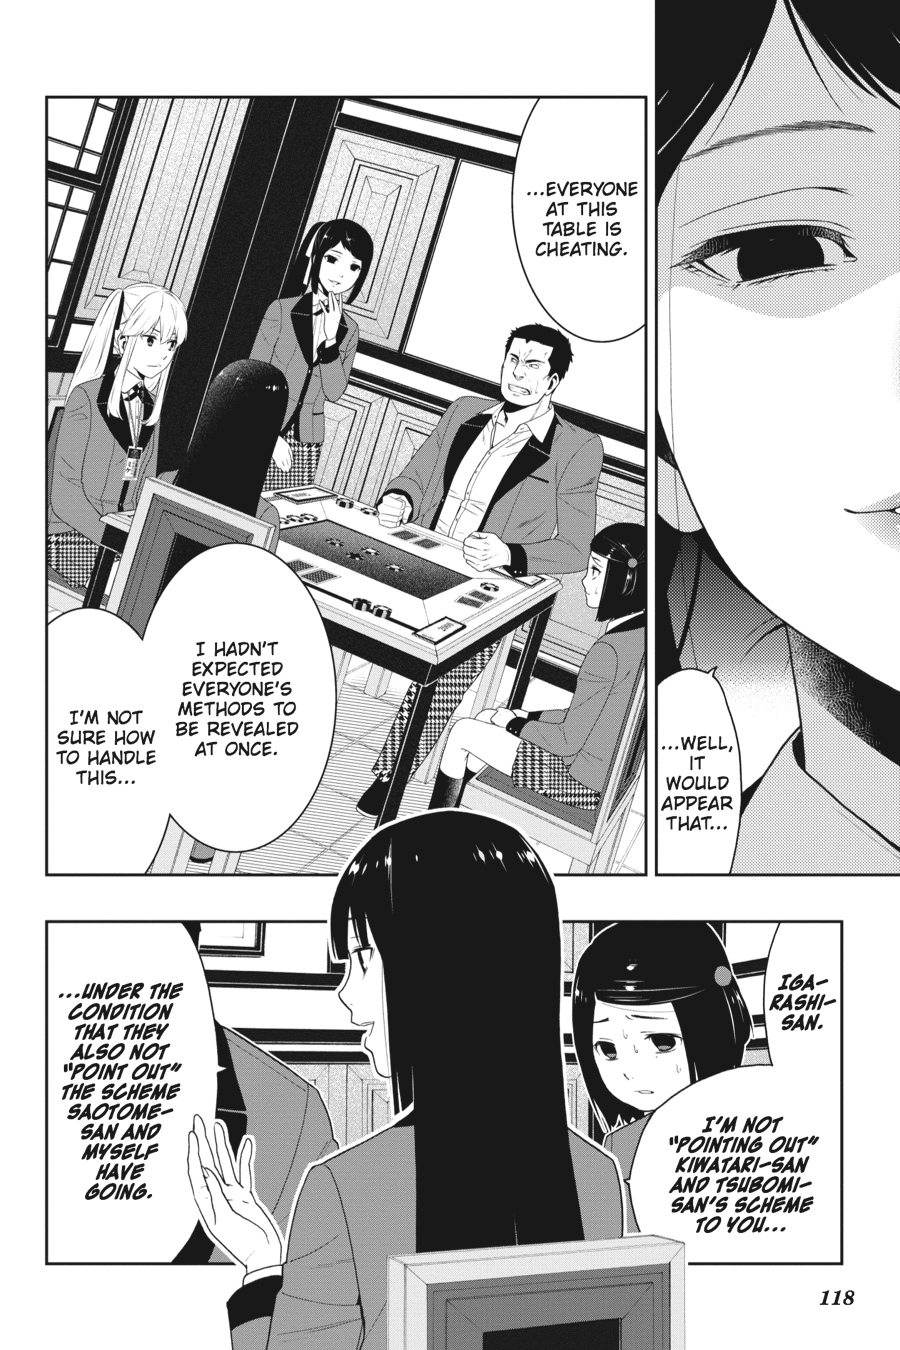 ...WELL,
IT
WOULD
APPEAR
THAT...
...EVERYONE
AT THIS
TABLE IS
CHEATING.
I HADN'T
EXPECTED
EVERYONE'S
METHODS TO
BE REVEALED
AT ONCE.
I'M NOT
SURE HOW
TO HANDLE
THIS...
IGA-
RASHI-
SAN.
I'M NOT
"POINTING OUT"
KIWATARI-SAN
AND TSUBOMI-
SAN'S SCHEME
TO YOU...
...UNDER THE
CONDITION
THAT THEY
ALSO NOT
"POINT OUT"
THE SCHEME
SAOTOME-
SAN AND
MYSELF
HAVE
GOING.
118